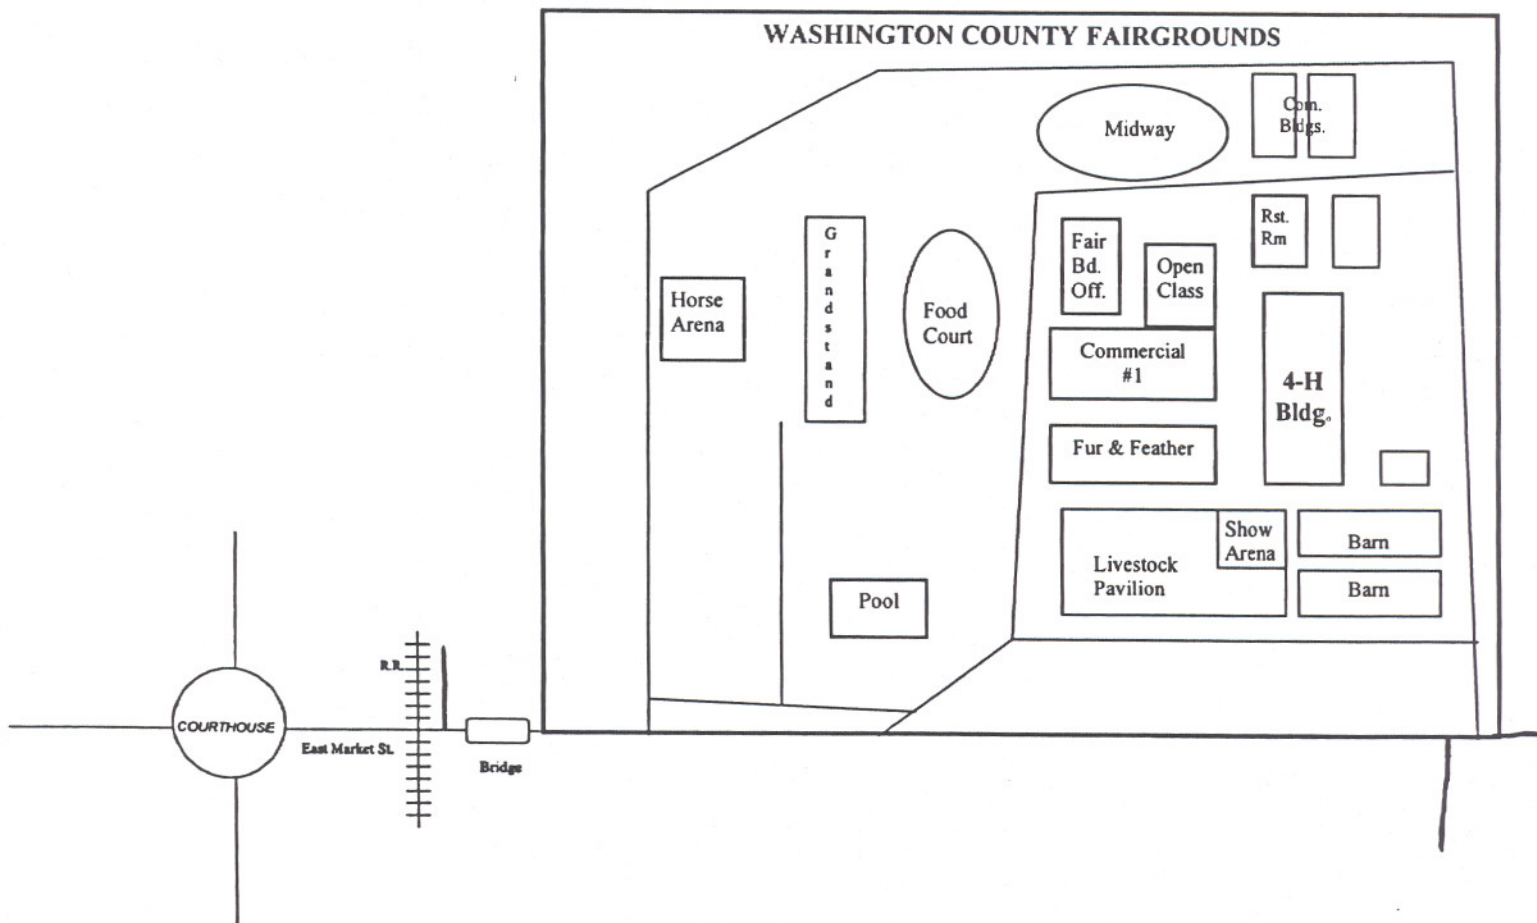 WASHINGTON COUNTY FAIRGROUNDS
Midway
Com.
Bldgs.
Rst.
Rm
Fair
Bd.
Off.
Open
Class
Grandstand
Horse
Arena
Food
Court
Commercial
#1
4-H
Bldg.
Fur & Feather
Show
Arena
Livestock
Pavilion
Barn
Barn
Pool
R.R.
COURTHOUSE
East Market St.
Bridge